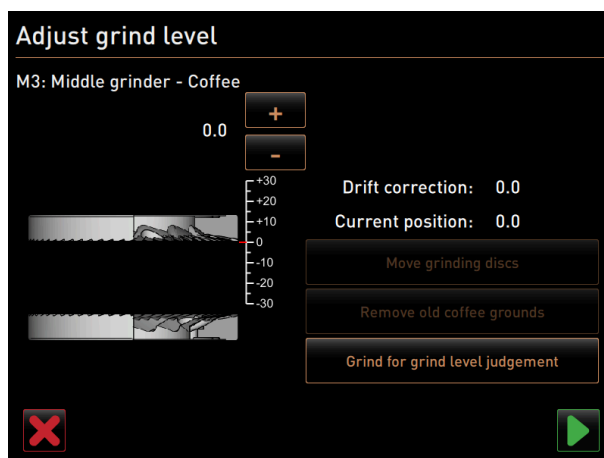 Adjust grind level
M3: Middle grinder - Coffee
+
0.0
-
+30
+20
+10
0
-10
-20
-30
Drift correction: 0.0
Current position: 0.0
Move grinding discs
Remove old coffee grounds
Grind for grind level judgement